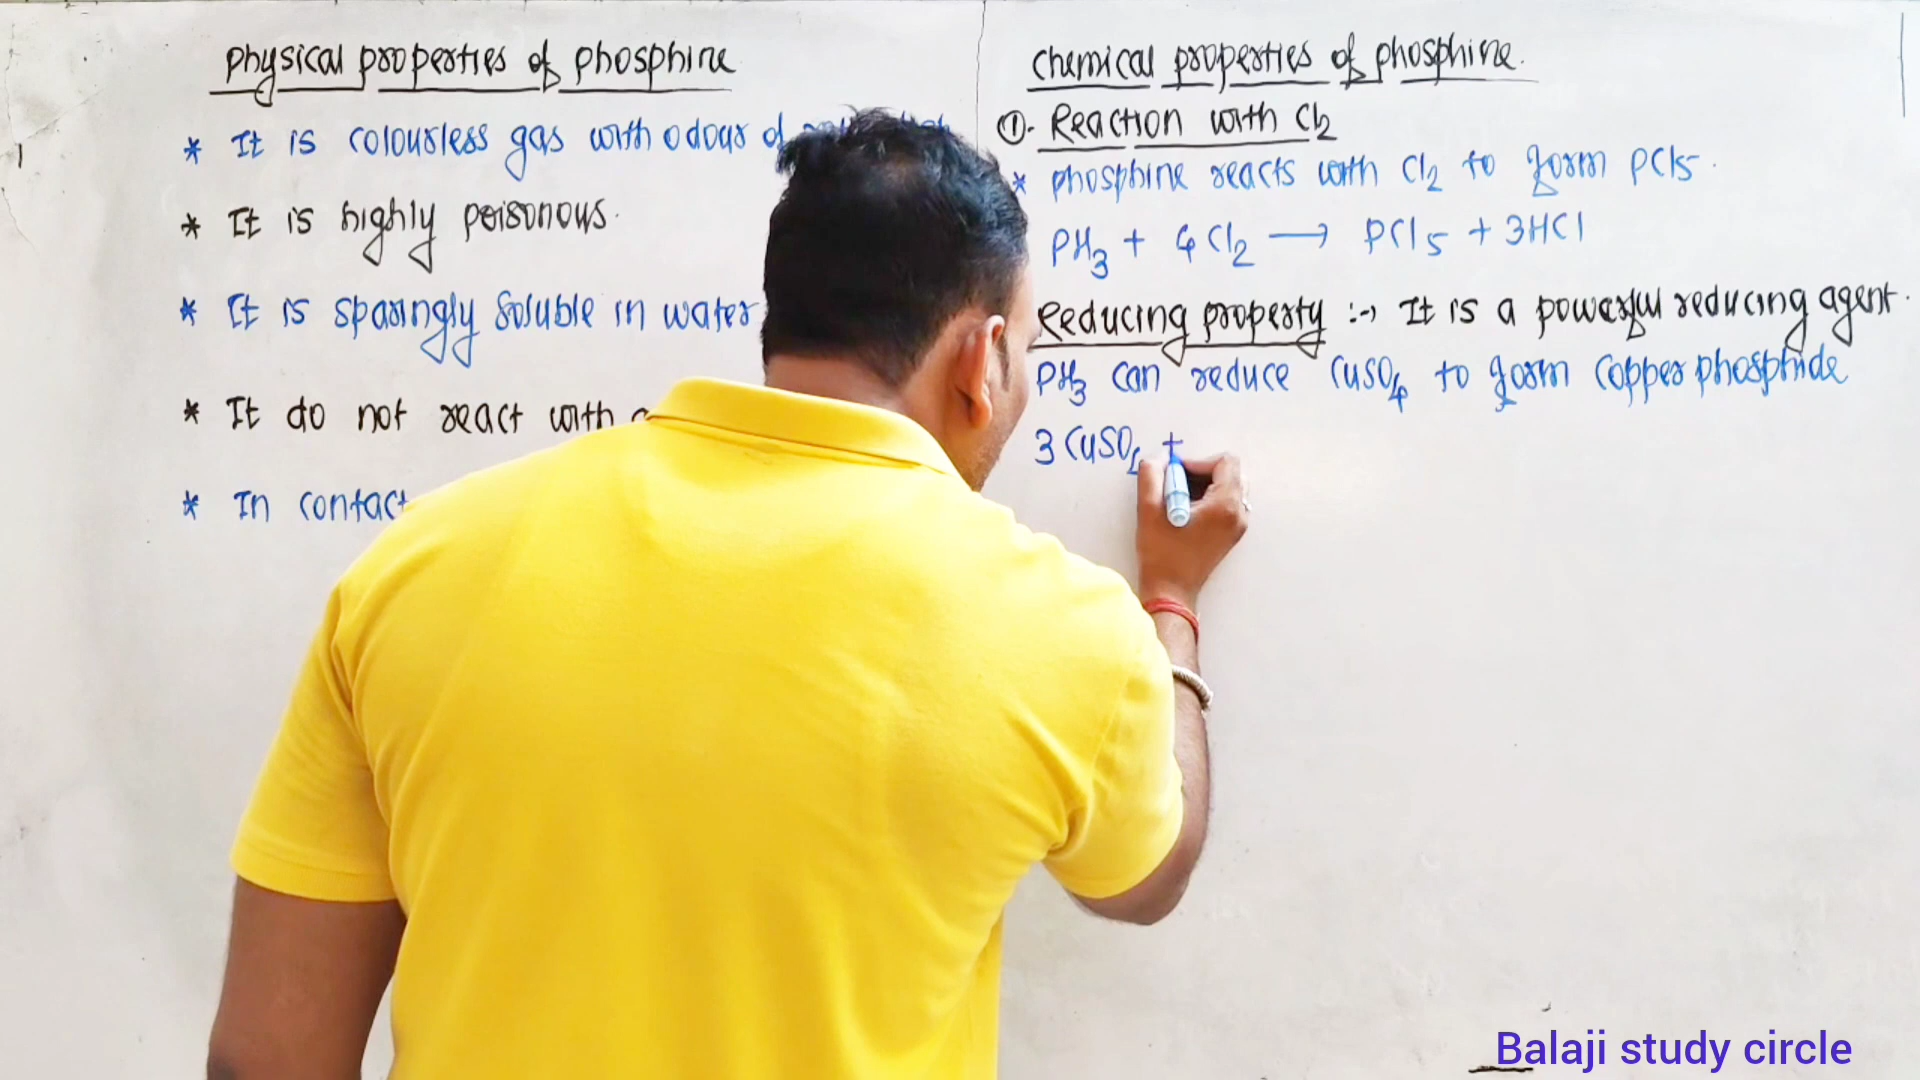 Physical properties of phosphine
* It is colourless gas with odour of
* It is highly poisonous.
* It is sparingly soluble in water
* It do not react with
* In contact
Chemical properties of phosphine.
①. Reaction with Cl2
* phosphine reacts with Cl2 to form PCl5.
PH3 + 4Cl2 → PCl5 + 3HCl
Reducing property :-> It is a powerful reducing agent.
PH3 can reduce CuSO4 to form Copper phosphide
3CuSO4 +
Balaji study circle